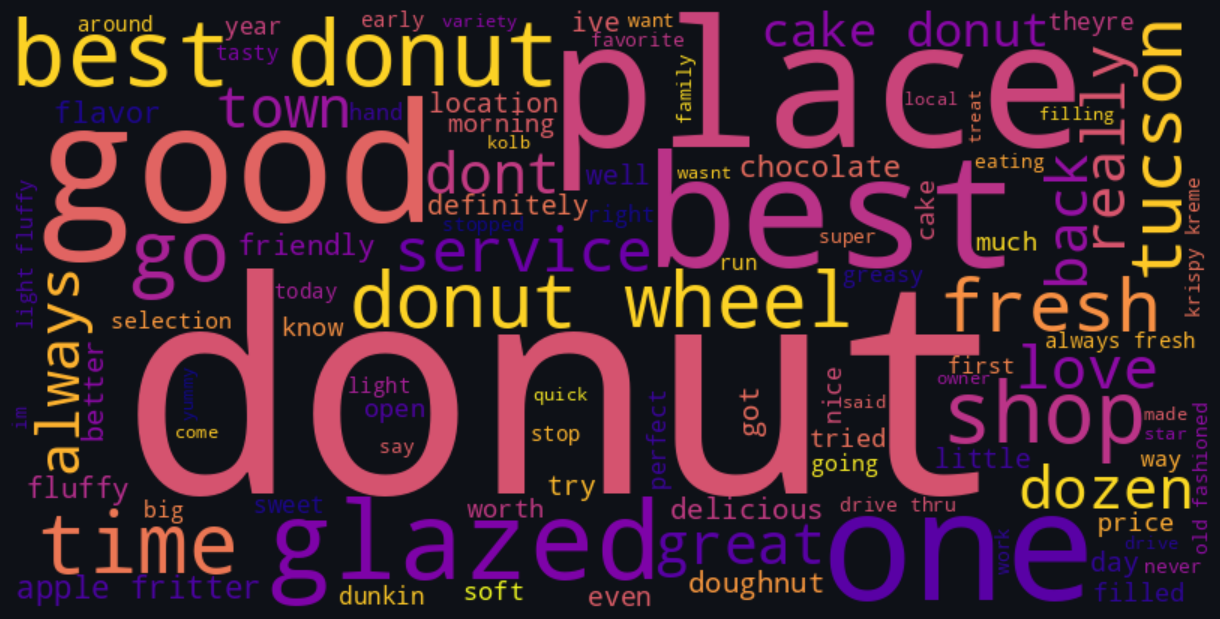 best donut
around
year
tasty
early
variety
ive
want
favorite
place
family
cake donut
theyre
local
treat
filling
really
tucson
flavor
town
hand
location
morning
kolb
good
dont
well
wasnt
chocolate
best
eating
cake
back
krispy kreme
definitely
right
stopped
light fluffy
go
friendly
service
super
much
run
greasy
today
donut wheel
fresh
always
selection
know
always fresh
donut
first
owner
love
better
yummy
light
open
quick
perfect
got
nice
said
shop
made
star
im
come
say
stop
tried
going
little
way
old fashioned
fluffy
try
dozen
big
sweet
worth
delicious
drive thru
price
time
glazed
great
one
work
drive
day
never
apple fritter
dunkin
soft
even
doughnut
filled